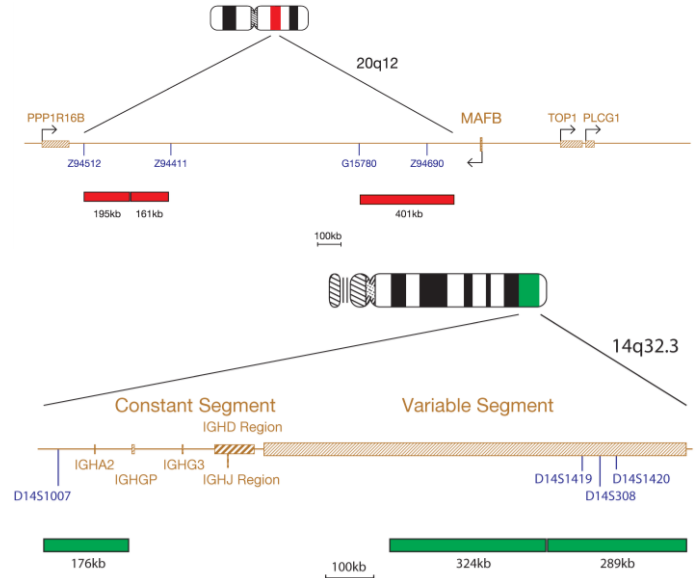 20q12
PPP1R16B
MAFB
TOP1 PLCG1
Z94512
Z94411
G15780
Z94690
195kb
161kb
401kb
100kb
14q32.3
Constant Segment
Variable Segment
IGHD Region
IGHA2
IGHGP
IGHG3
IGHJ Region
D14S1007
D14S1419
D14S308
D14S1420
176kb
100kb
324kb
289kb